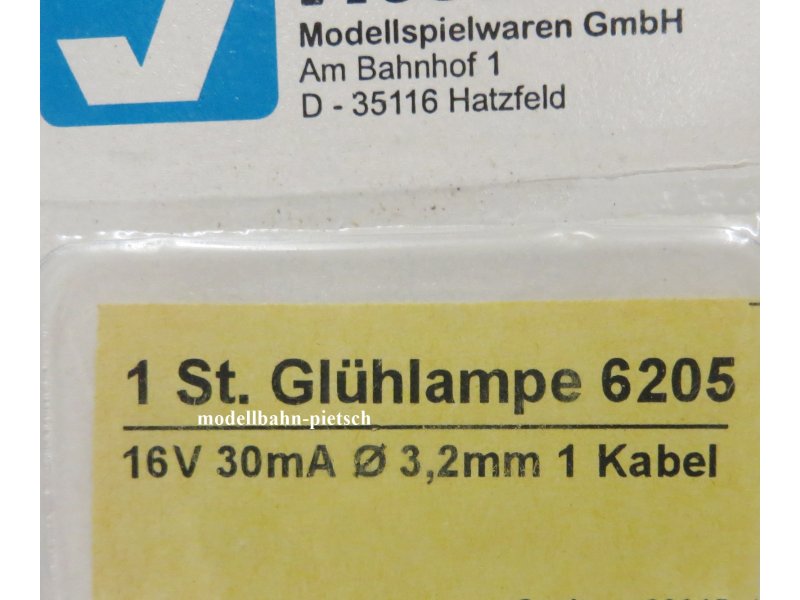 Modellspielwaren GmbH
Am Bahnhof 1
D - 35116 Hatzfeld
1 St. Glühlampe 6205
modellbahn-pietsch
16V 30mA Ø 3,2mm 1 Kabel